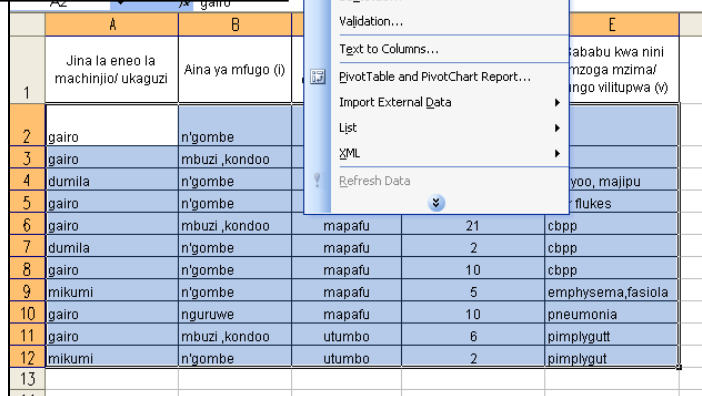 A2 gairo
Validation...
Text to Columns...
PivotTable and PivotChart Report...
Import External Data
List
XML
Refresh Data
A B E
1 Jina la eneo la machinjio/ ukaguzi Aina ya mfugo (i) kwa nini mzima/ vilitupwa (v)
2 gairo n'gombe
3 gairo mbuzi ,kondoo
4 dumila n'gombe majipu
5 gairo n'gombe flukes
6 gairo mbuzi ,kondoo mapafu 21 cbpp
7 dumila n'gombe mapafu 2 cbpp
8 gairo n'gombe mapafu 10 cbpp
9 mikumi n'gombe mapafu 5 emphysema,fasiola
10 gairo nguruwe mapafu 10 pneumonia
11 gairo mbuzi ,kondoo utumbo 6 pimplygutt
12 mikumi n'gombe utumbo 2 pimplygut
13